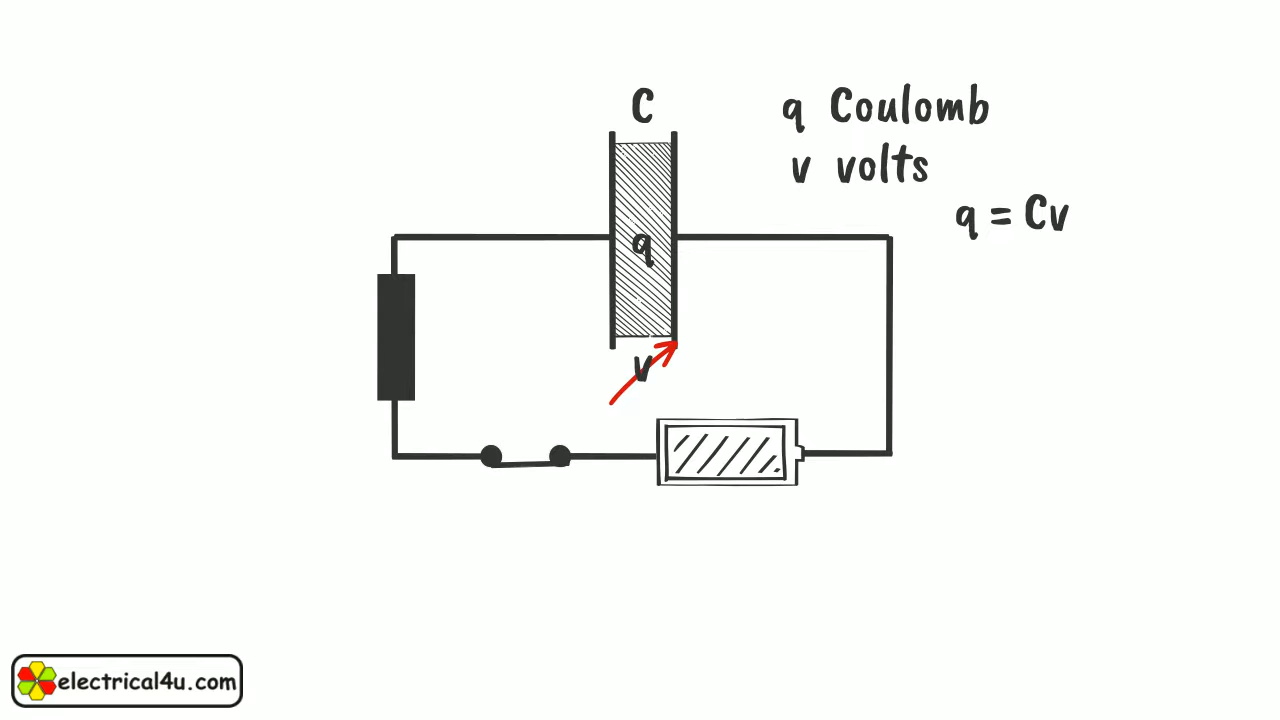 C
q Coulomb
v volts
q = Cv
q
v
electrical4u.com